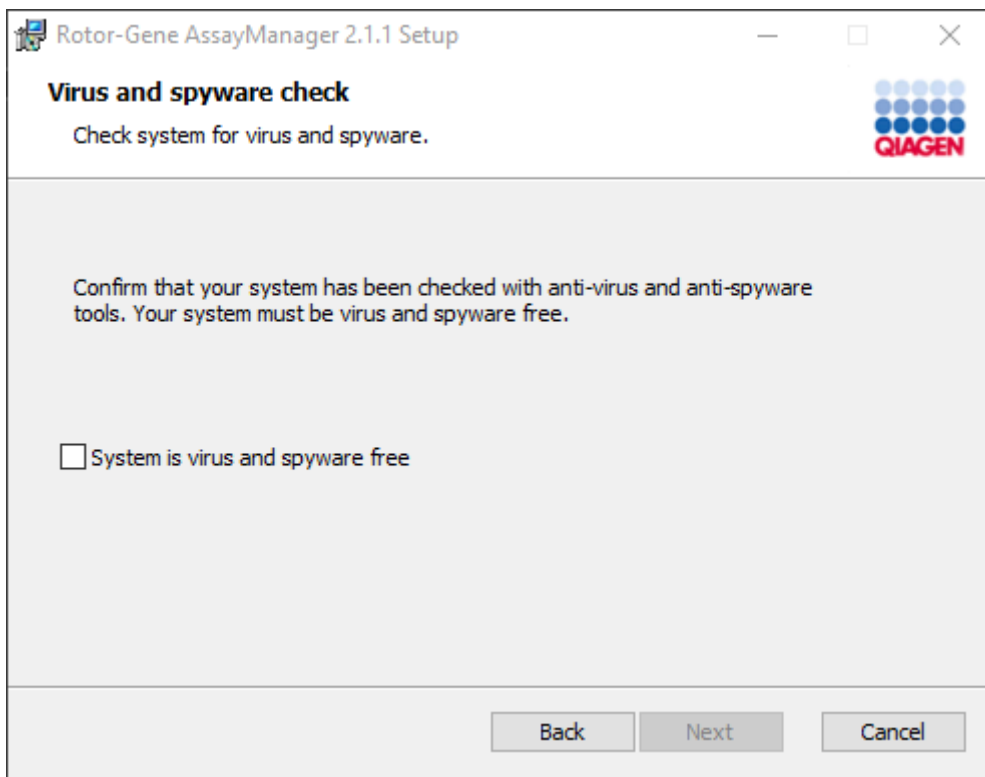 Rotor-Gene AssayManager 2.1.1 Setup
Virus and spyware check
Check system for virus and spyware.
QIAGEN
Confirm that your system has been checked with anti-virus and anti-spyware
tools. Your system must be virus and spyware free.
System is virus and spyware free
Back Next Cancel